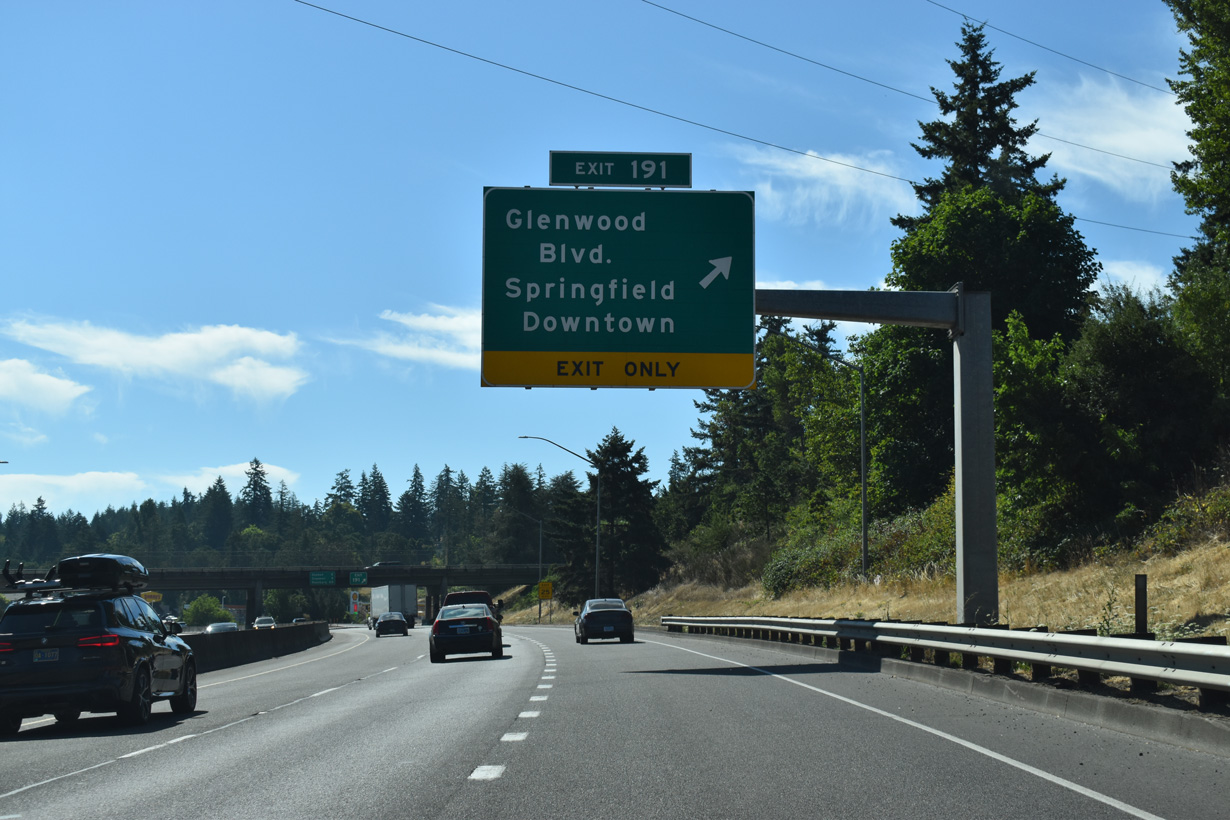 EXIT 191
Glenwood
Blvd.
Springfield
Downtown
EXIT ONLY